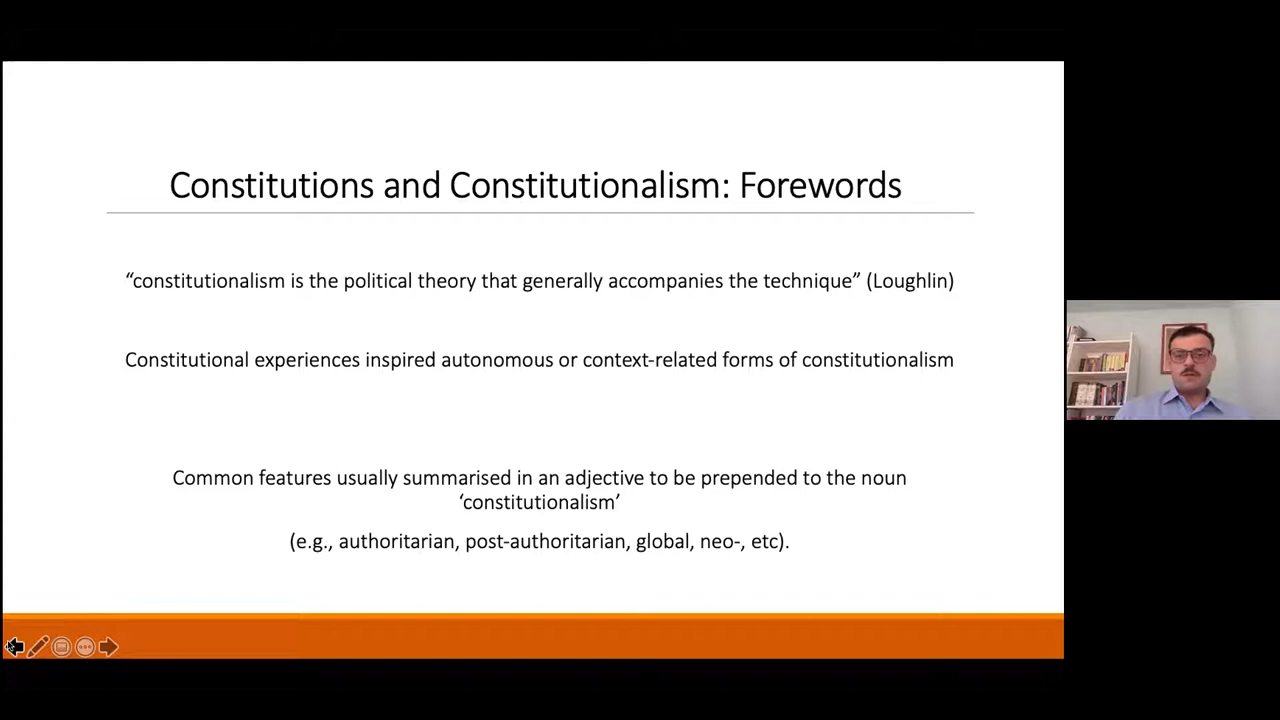 Constitutions and Constitutionalism: Forewords
“constitutionalism is the political theory that generally accompanies the technique” (Loughlin)
Constitutional experiences inspired autonomous or context-related forms of constitutionalism
Common features usually summarised in an adjective to be prepended to the noun
‘constitutionalism’
(e.g., authoritarian, post-authoritarian, global, neo-, etc).